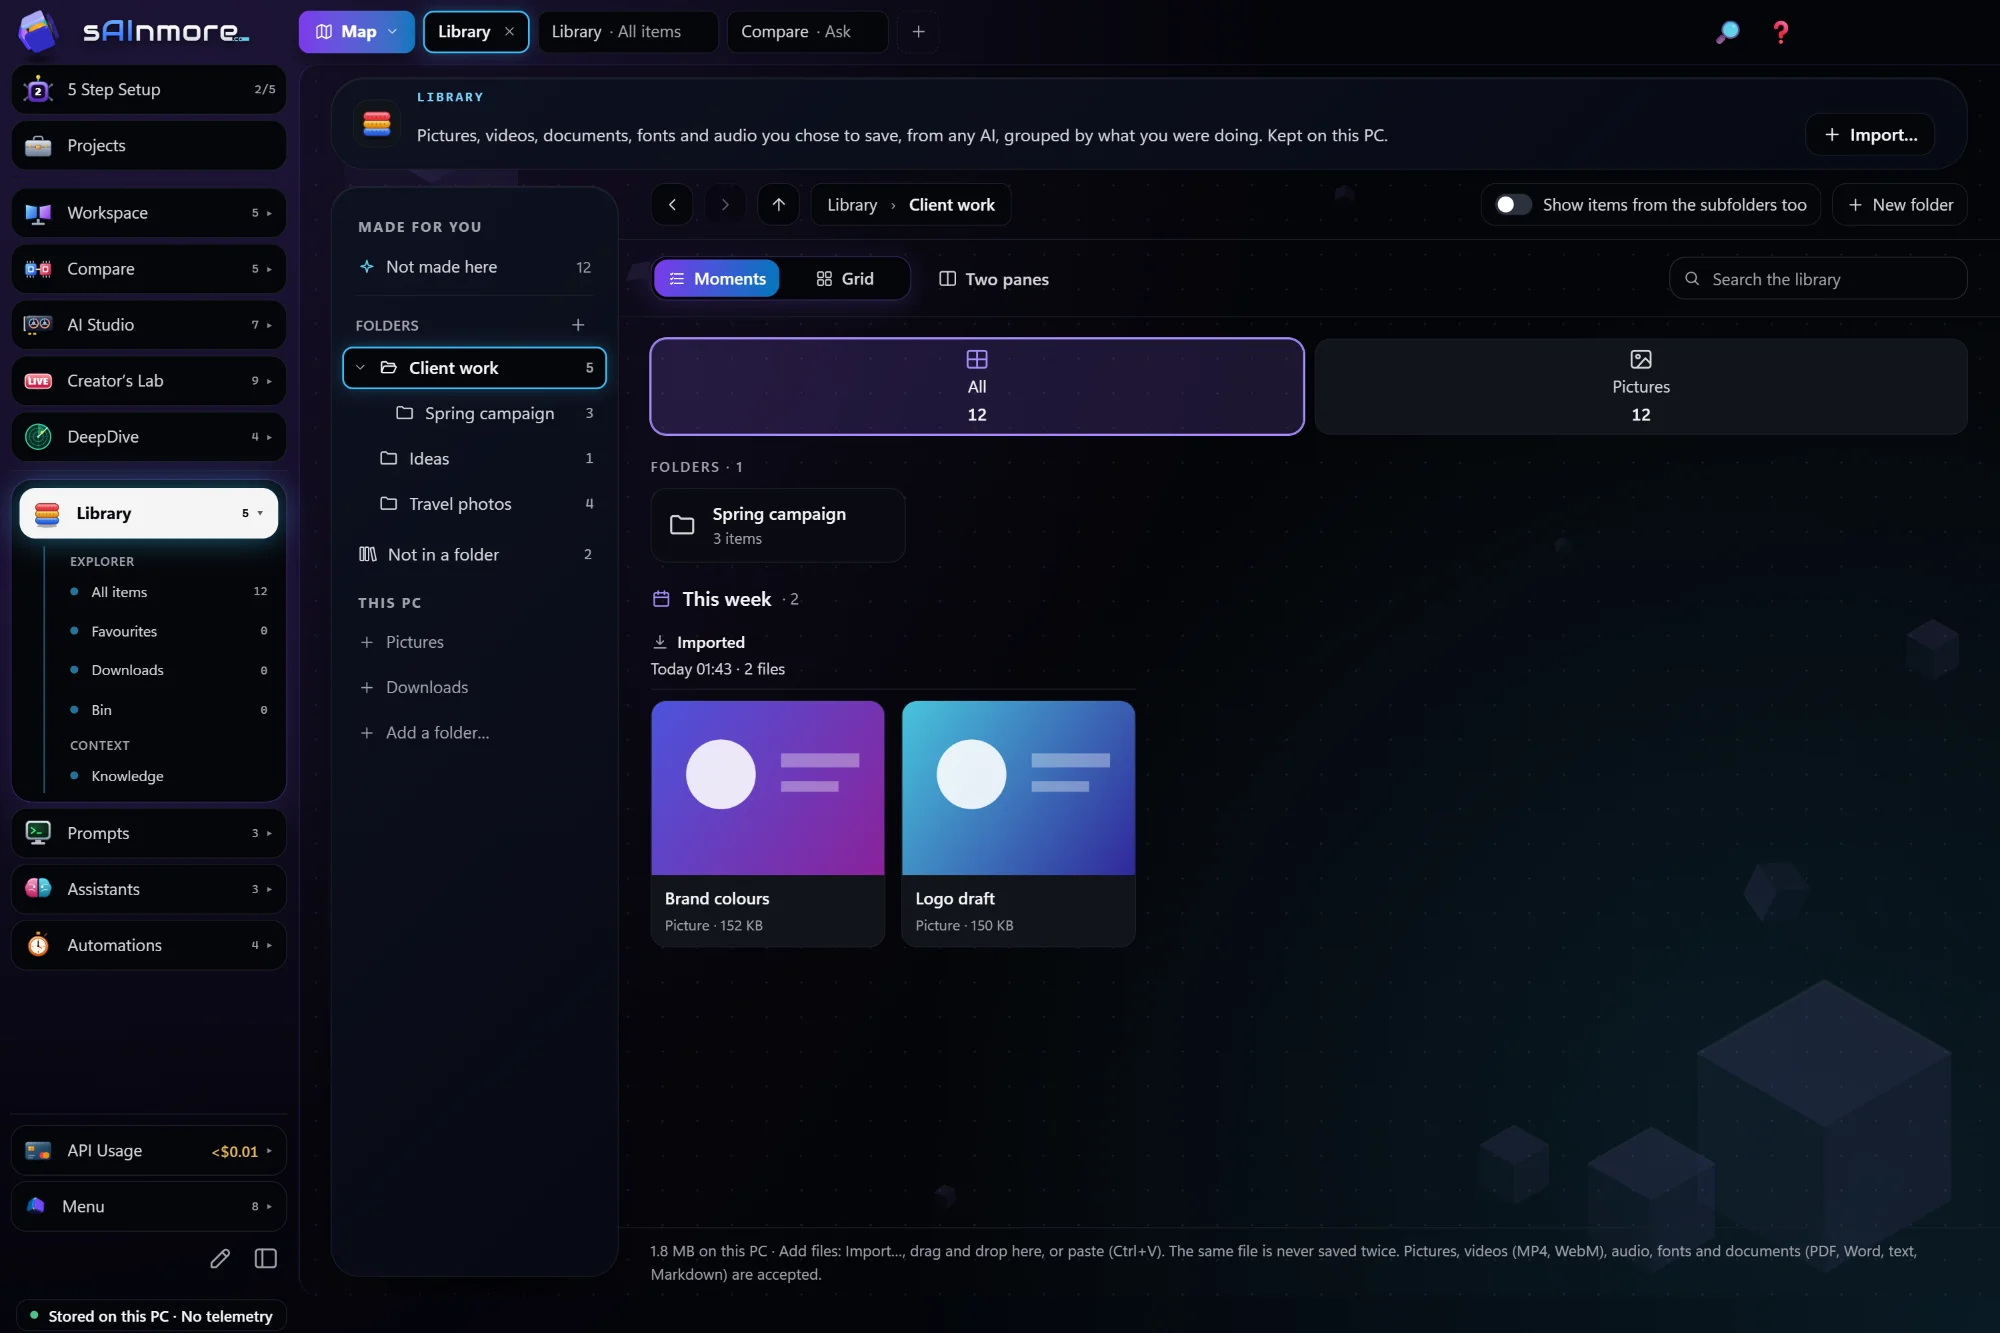 sAInmore.co
Map
Library
Library · All items
Compare · Ask
5 Step Setup 2/5
Projects
Workspace 5
Compare 5
AI Studio 7
LIVE Creator's Lab 9
DeepDive 4
Library 5
EXPLORER
All items 12
Favourites 0
Downloads 0
Bin 0
CONTEXT
Knowledge
Prompts 3
Assistants 3
Automations 4
API Usage <$0.01
Menu 8
Stored on this PC · No telemetry
LIBRARY
Pictures, videos, documents, fonts and audio you chose to save, from any AI, grouped by what you were doing. Kept on this PC.
+ Import...
MADE FOR YOU
Not made here 12
FOLDERS +
Client work 5
Spring campaign 3
Ideas 1
Travel photos 4
Not in a folder 2
THIS PC
+ Pictures
+ Downloads
+ Add a folder...
Library › Client work
Show items from the subfolders too
+ New folder
Moments
Grid
Two panes
Search the library
All
12
Pictures
12
FOLDERS · 1
Spring campaign
3 items
This week · 2
Imported
Today 01:43 · 2 files
Brand colours
Picture · 152 KB
Logo draft
Picture · 150 KB
1.8 MB on this PC · Add files: Import..., drag and drop here, or paste (Ctrl+V). The same file is never saved twice. Pictures, videos (MP4, WebM), audio, fonts and documents (PDF, Word, text,
Markdown) are accepted.